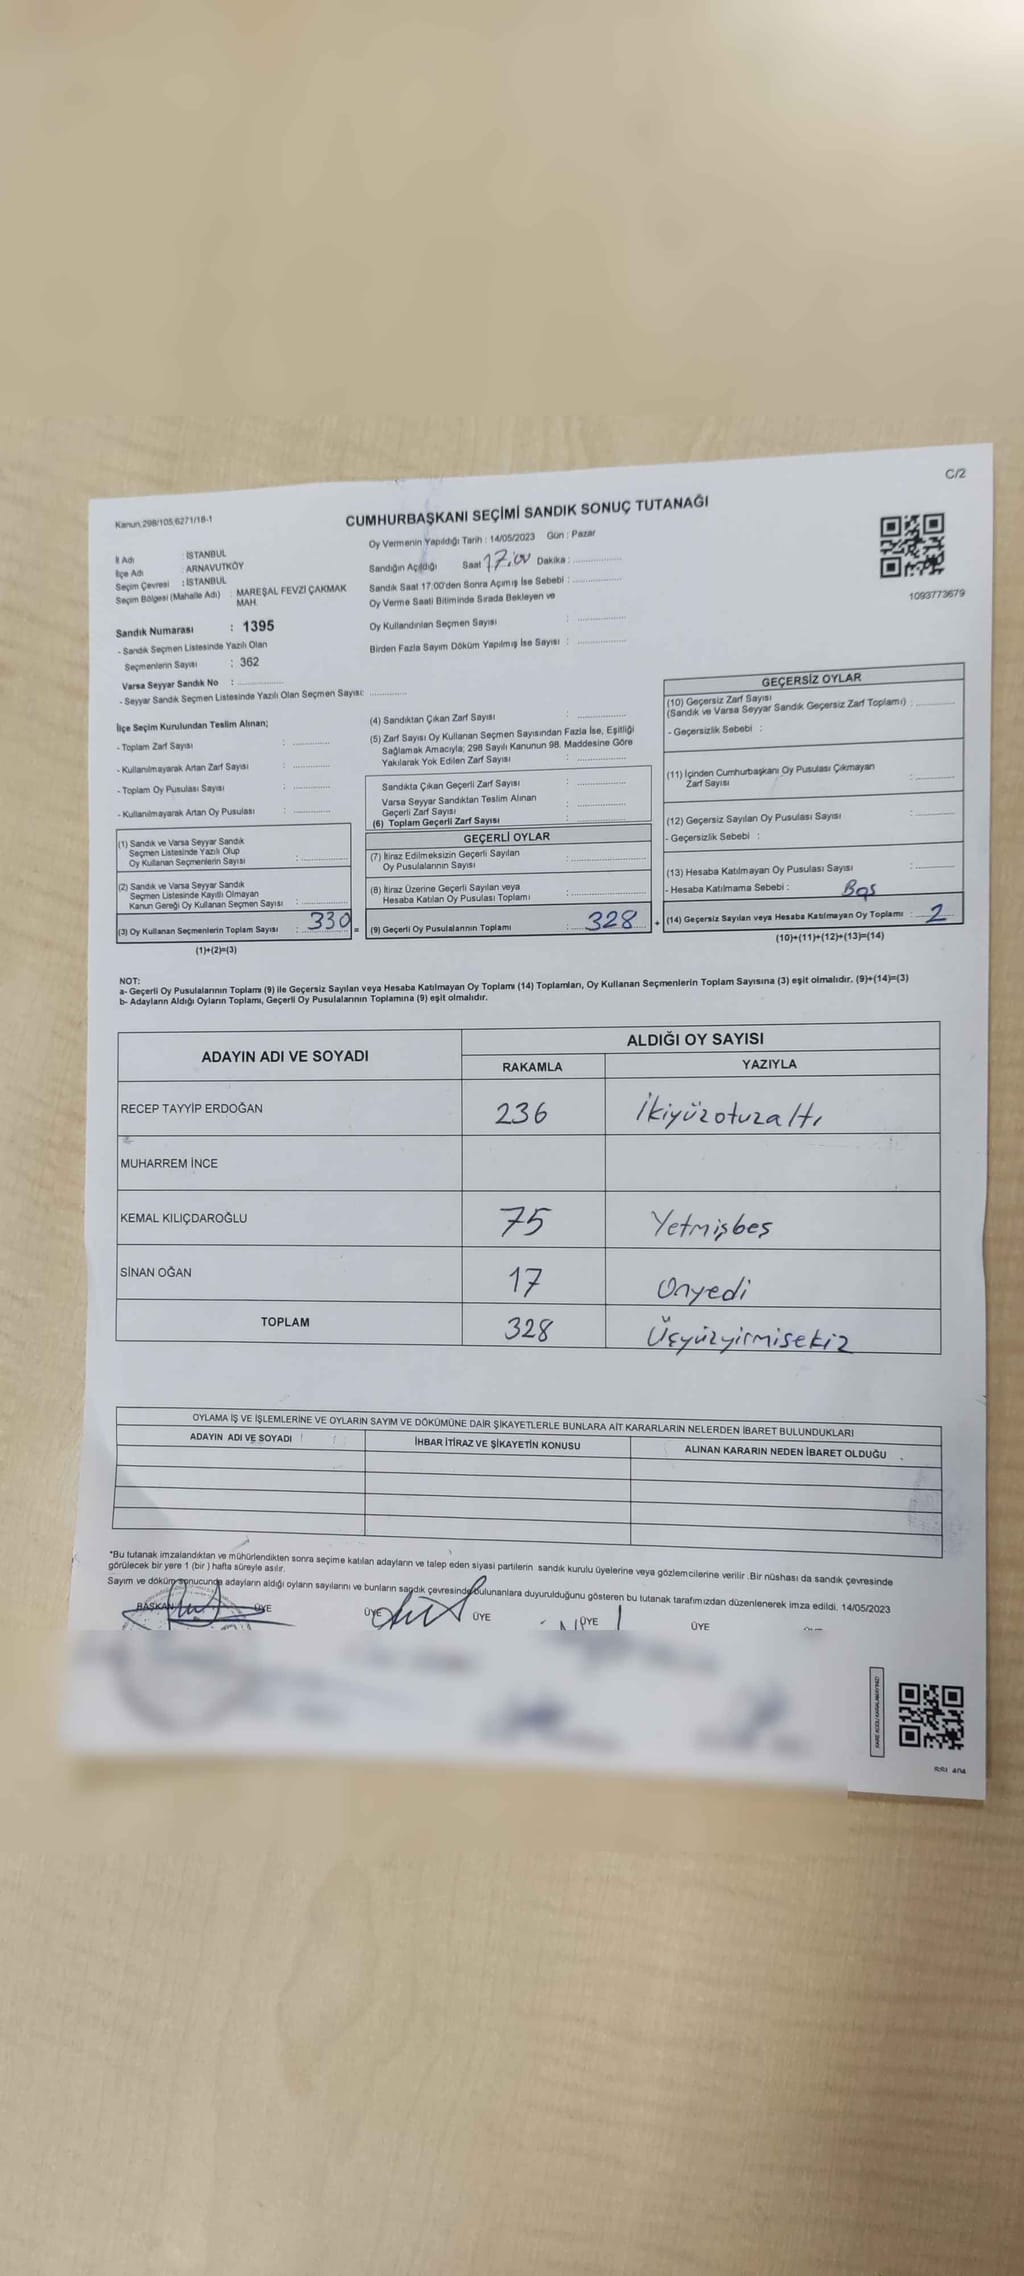 C/2
Kanun:298/105,6271/18-1
CUMHURBAŞKANI SEÇİMİ SANDIK SONUÇ TUTANAĞI
İl Adı : İSTANBUL
İlçe Adı : ARNAVUTKÖY
Seçim Çevresi : İSTANBUL
Seçim Bölgesi (Mahalle Adı) : MAREŞAL FEVZİ ÇAKMAK
MAH.
Sandık Numarası : 1395
- Sandık Seçmen Listesinde Yazılı Olan
Seçmenlerin Sayısı : 362
Varsa Seyyar Sandık No :
- Seyyar Sandık Seçmen Listesinde Yazılı Olan Seçmen Sayısı:
Oy Vermenin Yapıldığı Tarih : 14/05/2023 Gün : Pazar
Sandığın Açıldığı Saat 17:00 Dakika :
Sandık Saat 17:00'den Sonra Açımış İse Sebebi :
Oy Verme Saati Bitiminde Sırada Bekleyen ve
Oy Kullandırılan Seçmen Sayısı :
Birden Fazla Sayım Döküm Yapılmış İse Sayısı :
1093773679
İlçe Seçim Kurulundan Teslim Alınan;
- Toplam Zarf Sayısı :
- Kullanılmayarak Artan Zarf Sayısı :
- Toplam Oy Pusulası Sayısı :
- Kullanılmayarak Artan Oy Pusulası :
(1) Sandık ve Varsa Seyyar Sandık
Seçmen Listesinde Yazılı Olup
Oy Kullanan Seçmenlerin Sayısı :
(2) Sandık ve Varsa Seyyar Sandık
Seçmen Listesinde Kayıtlı Olmayan
Kanun Gereği Oy Kullanan Seçmen Sayısı :
(3) Oy Kullanan Seçmenlerin Toplam Sayısı : 330 =
(1)+(2)=(3)
(4) Sandıktan Çıkan Zarf Sayısı :
(5) Zarf Sayısı Oy Kullanan Seçmen Sayısından Fazla İse, Eşitliği
Sağlamak Amacıyla; 298 Sayılı Kanunun 98. Maddesine Göre
Yakılarak Yok Edilen Zarf Sayısı :
Sandıkta Çıkan Geçerli Zarf Sayısı :
Varsa Seyyar Sandıktan Teslim Alınan
Geçerli Zarf Sayısı :
(6) Toplam Geçerli Zarf Sayısı :
GEÇERLİ OYLAR
(7) İtiraz Edilmeksizin Geçerli Sayılan
Oy Pusulalarının Sayısı :
(8) İtiraz Üzerine Geçerli Sayılan veya
Hesaba Katılan Oy Pusulası Toplamı :
(9) Geçerli Oy Pusulalarının Toplamı : 328 +
GEÇERSİZ OYLAR
(10) Geçersiz Zarf Sayısı
(Sandık ve Varsa Seyyar Sandık Geçersiz Zarf Toplamı) :
- Geçersizlik Sebebi :
(11) İçinden Cumhurbaşkanı Oy Pusulası Çıkmayan
Zarf Sayısı :
(12) Geçersiz Sayılan Oy Pusulası Sayısı :
- Geçersizlik Sebebi :
(13) Hesaba Katılmayan Oy Pusulası Sayısı :
- Hesaba Katılmama Sebebi : Boş
(14) Geçersiz Sayılan veya Hesaba Katılmayan Oy Toplamı : 2
(10)+(11)+(12)+(13)=(14)
NOT:
a- Geçerli Oy Pusulalarının Toplamı (9) ile Geçersiz Sayılan veya Hesaba Katılmayan Oy Toplamı (14) Toplamları, Oy Kullanan Seçmenlerin Toplam Sayısına (3) eşit olmalıdır. (9)+(14)=(3)
b- Adayların Aldığı Oyların Toplamı, Geçerli Oy Pusulalarının Toplamına (9) eşit olmalıdır.
ADAYIN ADI VE SOYADI
ALDIĞI OY SAYISI
RAKAMLA YAZIYLA
RECEP TAYYİP ERDOĞAN 236 İkiyüzotuzaltı
MUHARREM İNCE
KEMAL KILIÇDAROĞLU 75 Yetmişbeş
SİNAN OĞAN 17 Onyedi
TOPLAM 328 Üçyüzyirmisekiz
OYLAMA İŞ VE İŞLEMLERİNE VE OYLARIN SAYIM VE DÖKÜMÜNE DAİR ŞİKAYETLERLE BUNLARA AİT KARARLARIN NELERDEN İBARET BULUNDUKLARI
ADAYIN ADI VE SOYADI İHBAR İTİRAZ VE ŞİKAYETİN KONUSU ALINAN KARARIN NEDEN İBARET OLDUĞU
*Bu tutanak imzalandıktan ve mühürlendikten sonra seçime katılan adayların ve talep eden siyasi partilerin sandık kurulu üyelerine veya gözlemcilerine verilir .Bir nüshası da sandık çevresinde
görülecek bir yere 1 (bir) hafta süreyle asılır.
Sayım ve döküm sonucunda adayların aldığı oyların sayılarını ve bunların sandık çevresinde bulunanlara duyurulduğunu gösteren bu tutanak tarafımızdan düzenlenerek imza edildi. 14/05/2023
BAŞKAN ÜYE ÜYE ÜYE ÜYE ÜYE